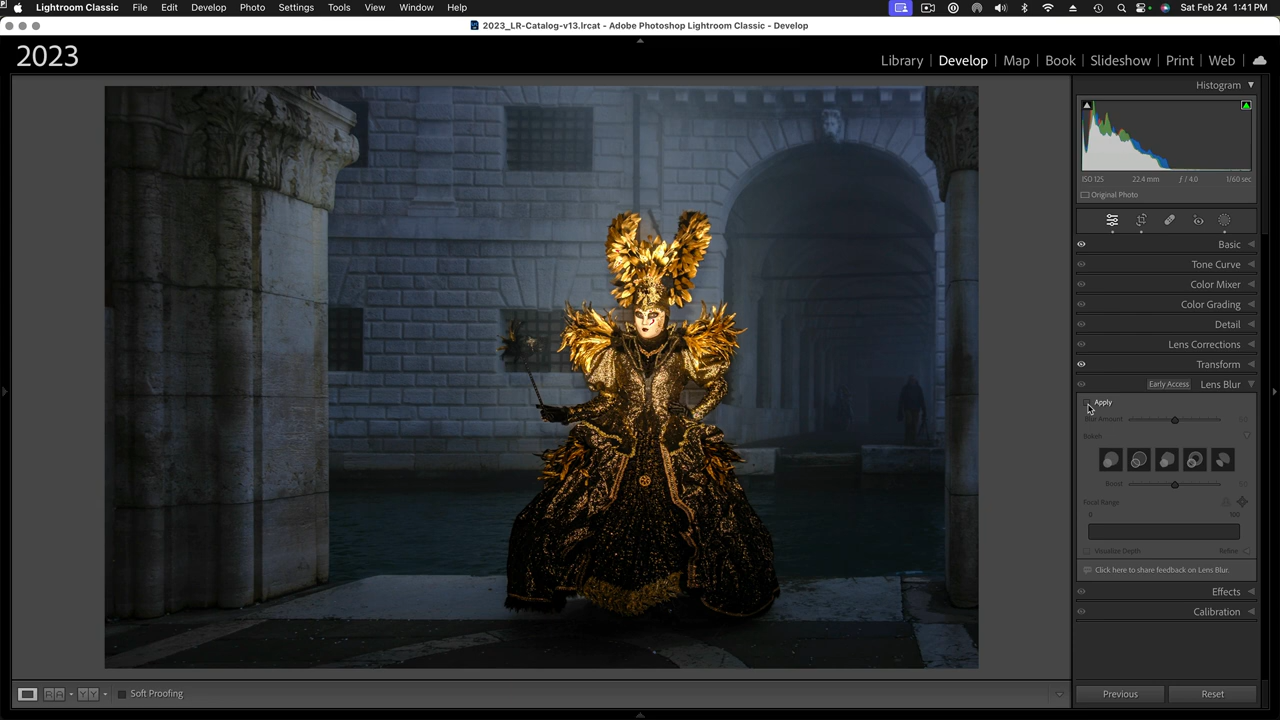 Lightroom Classic File Edit Develop Photo Settings Tools View Window Help Sat Feb 24 1:41 PM
2023_LR-Catalog-v13.lrcat - Adobe Photoshop Lightroom Classic - Develop
2023
Library | Develop | Map | Book | Slideshow | Print | Web
Histogram
ISO 125 22.4 mm ƒ / 4.0 1/60 sec
Original Photo
Basic
Tone Curve
Color Mixer
Color Grading
Detail
Lens Corrections
Transform
Early Access Lens Blur
Apply
Blur Amount
Bokeh
Boost
Focal Range
0 100
Visualize Depth Refine
Click here to share feedback on Lens Blur.
Effects
Calibration
RA YY Soft Proofing
Previous Reset